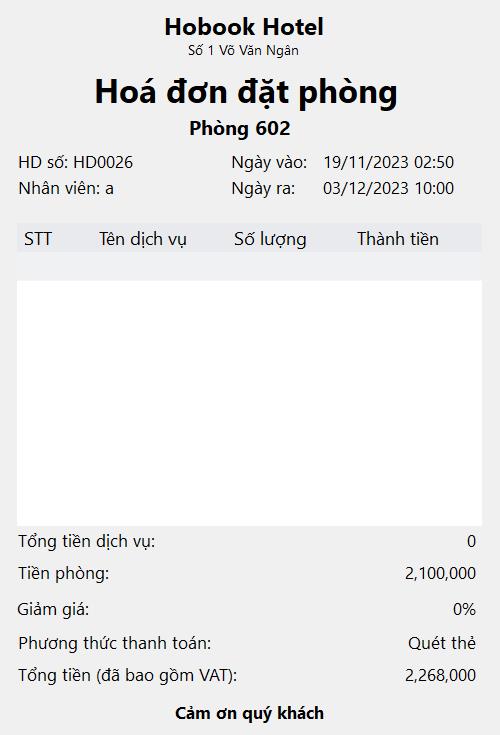 Hobook Hotel
Số 1 Võ Văn Ngân
Hoá đơn đặt phòng
Phòng 602
HD số: HD0026 Ngày vào: 19/11/2023 02:50
Nhân viên: a Ngày ra: 03/12/2023 10:00
STT Tên dịch vụ Số lượng Thành tiền
Tổng tiền dịch vụ: 0
Tiền phòng: 2,100,000
Giảm giá: 0%
Phương thức thanh toán: Quét thẻ
Tổng tiền (đã bao gồm VAT): 2,268,000
Cảm ơn quý khách